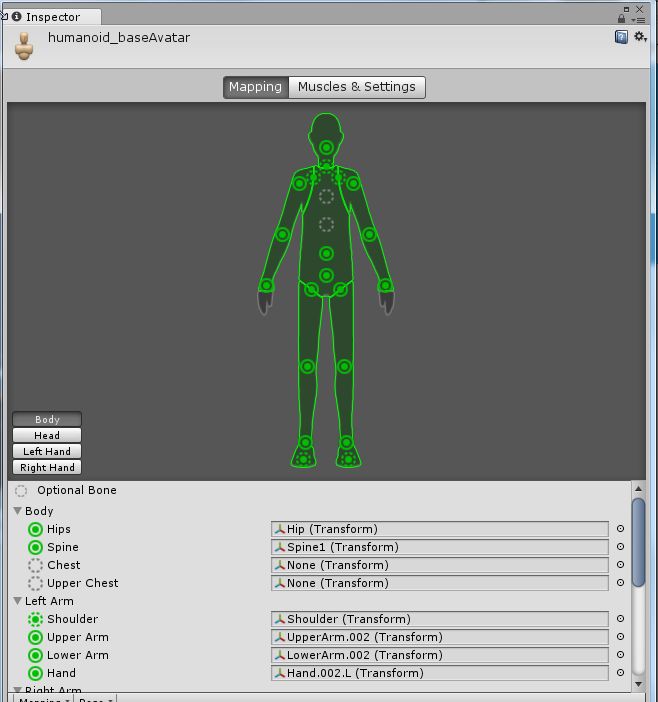 Inspector
humanoid_baseAvatar
Mapping Muscles & Settings
Body
Head
Left Hand
Right Hand
Optional Bone
Body
Hips Hip (Transform)
Spine Spine1 (Transform)
Chest None (Transform)
Upper Chest None (Transform)
Left Arm
Shoulder Shoulder (Transform)
Upper Arm UpperArm.002 (Transform)
Lower Arm LowerArm.002 (Transform)
Hand Hand.002.L (Transform)
Right Arm
Mapping Pose